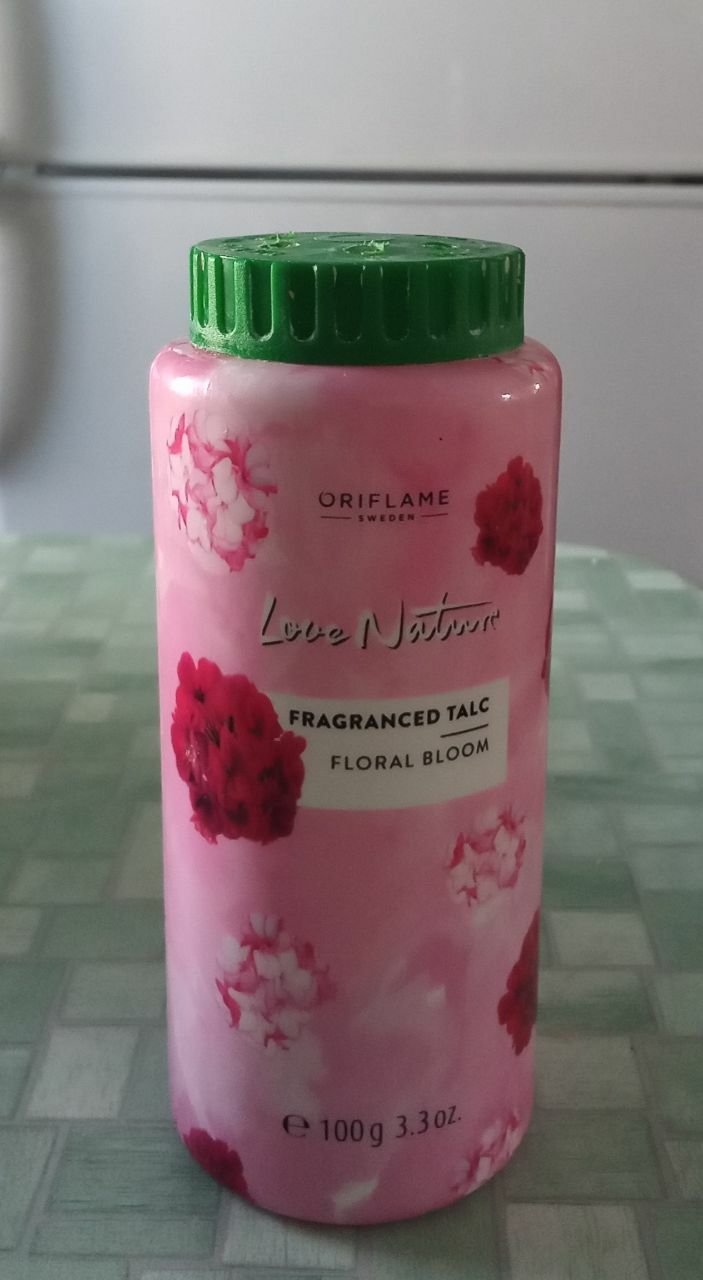 ORIFLAME
SWEDEN
Love Nature
FRAGRANCED TALC
FLORAL BLOOM
℮ 100g 3.3oz.